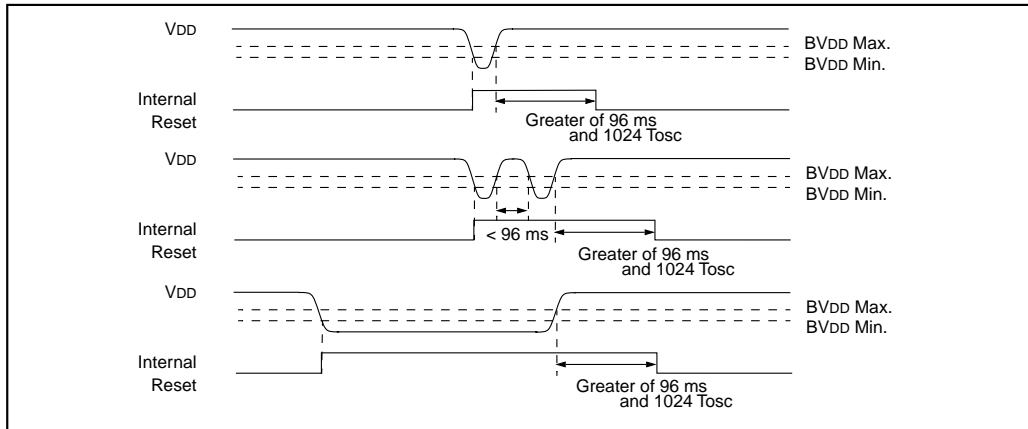 VDD
BVDD Max.
BVDD Min.
Internal
Reset
Greater of 96 ms
and 1024 Tosc
VDD
BVDD Max.
BVDD Min.
Internal
Reset
< 96 ms
Greater of 96 ms
and 1024 Tosc
VDD
BVDD Max.
BVDD Min.
Internal
Reset
Greater of 96 ms
and 1024 Tosc